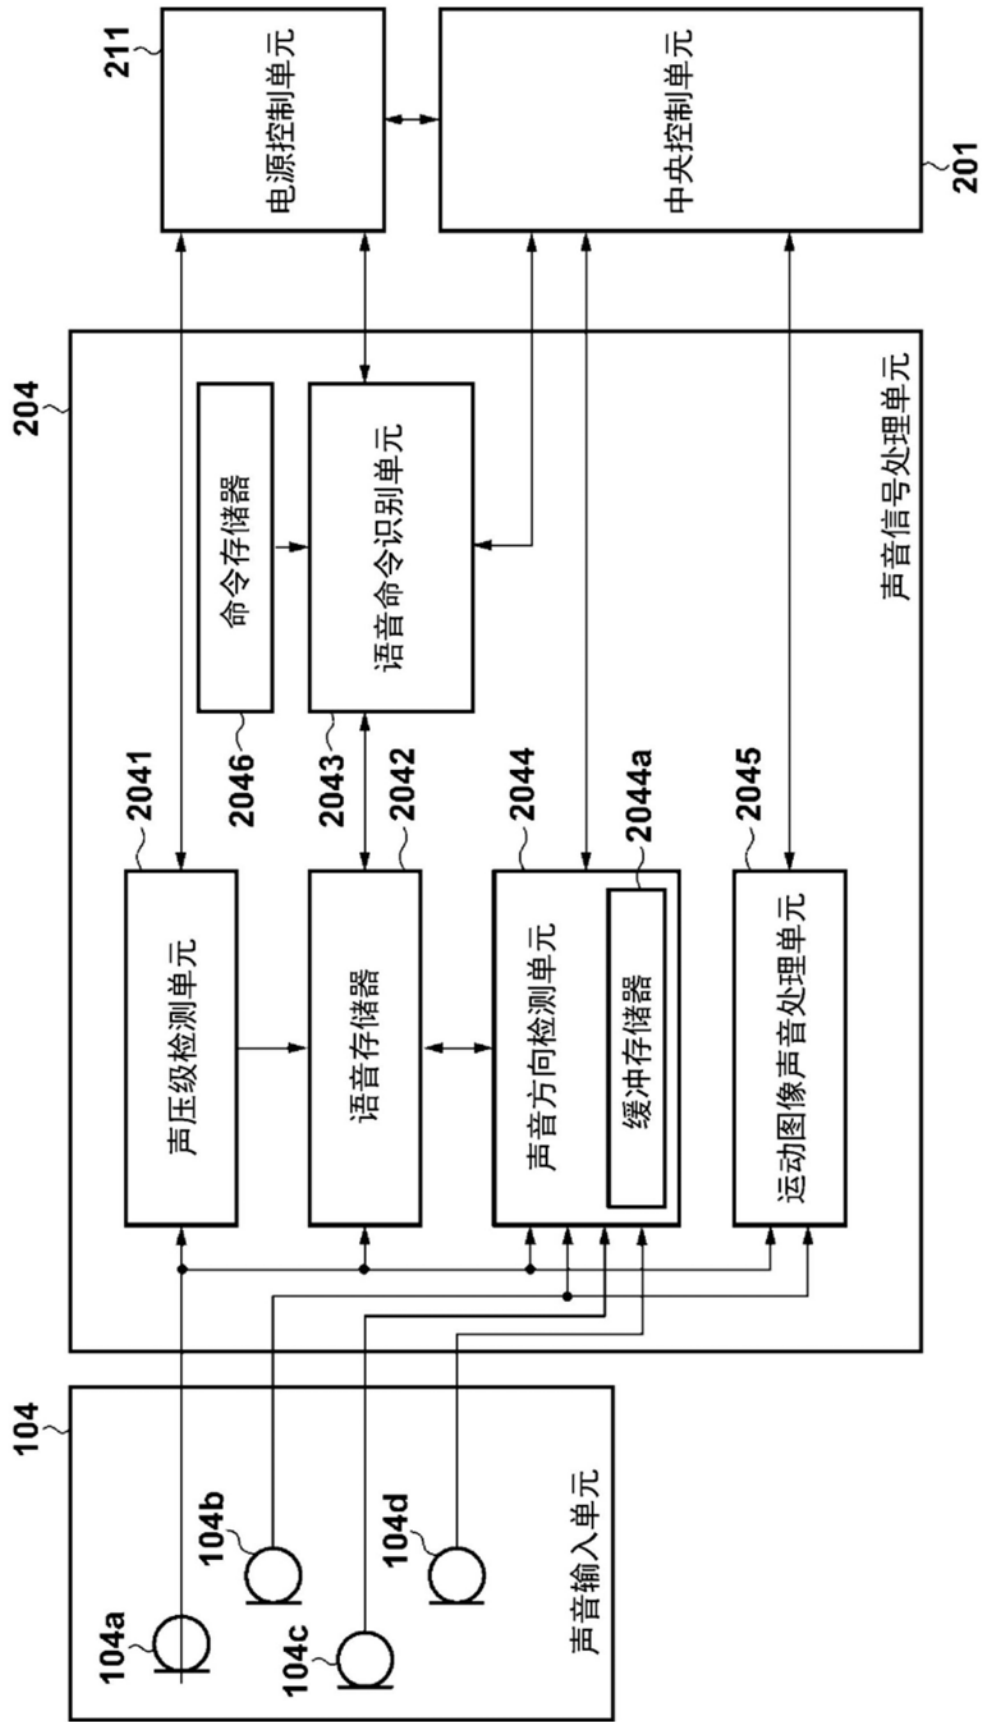 104
104a
104b
104c
104d
声音输入单元
204
2041
声压级检测单元
2046
命令存储器
2043
语音命令识别单元
2042
语音存储器
2044
声音方向检测单元
2044a
缓冲存储器
2045
运动图像声音处理单元
声音信号处理单元
211
电源控制单元
中央控制单元
201